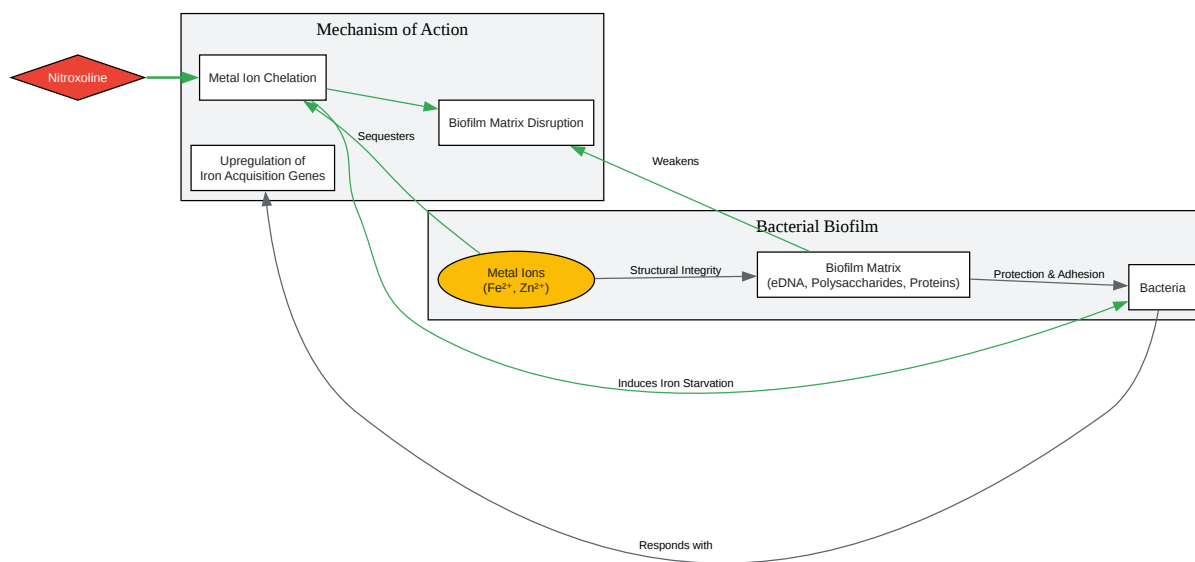 Mechanism of Action
Nitroxoline
Metal Ion Chelation
Biofilm Matrix Disruption
Sequesters
Upregulation of
Iron Acquisition Genes
Weakens
Bacterial Biofilm
Metal Ions
(Fe²⁺, Zn²⁺)
Structural Integrity
Biofilm Matrix
(eDNA, Polysaccharides, Proteins)
Protection & Adhesion
Bacteria
Induces Iron Starvation
Responds with